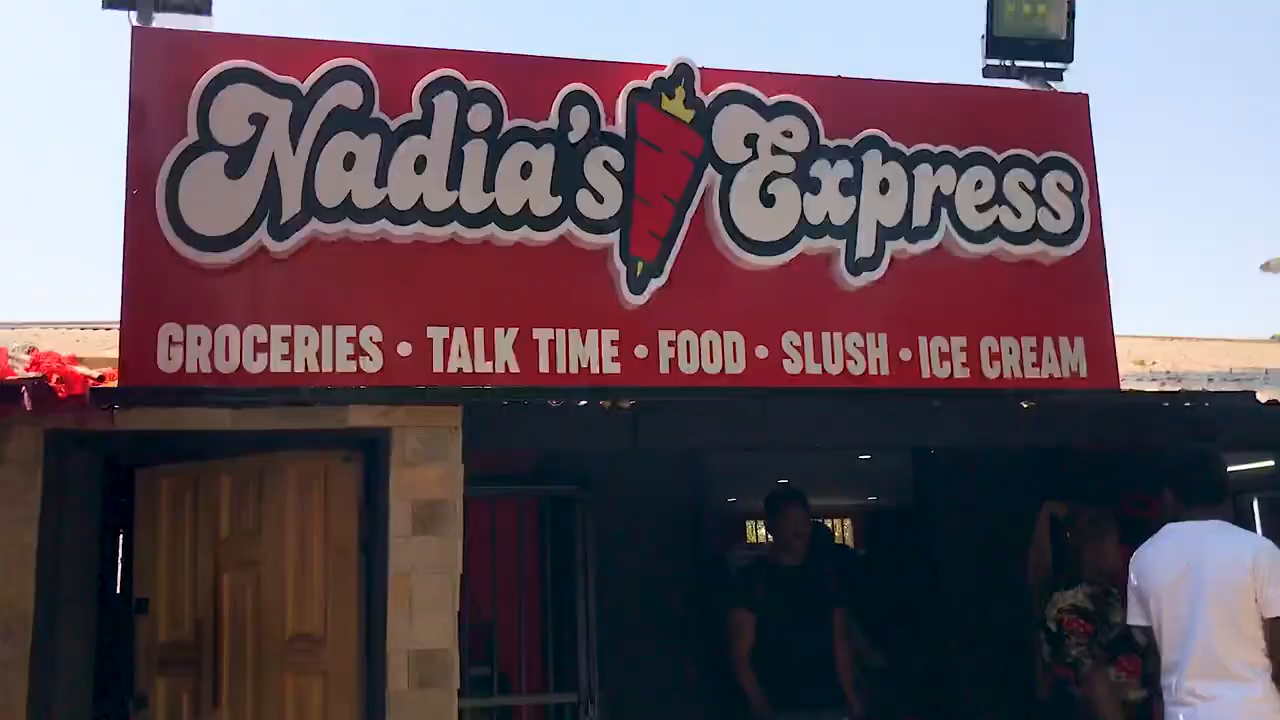 Nadia's Express
GROCERIES • TALK TIME • FOOD • SLUSH • ICE CREAM